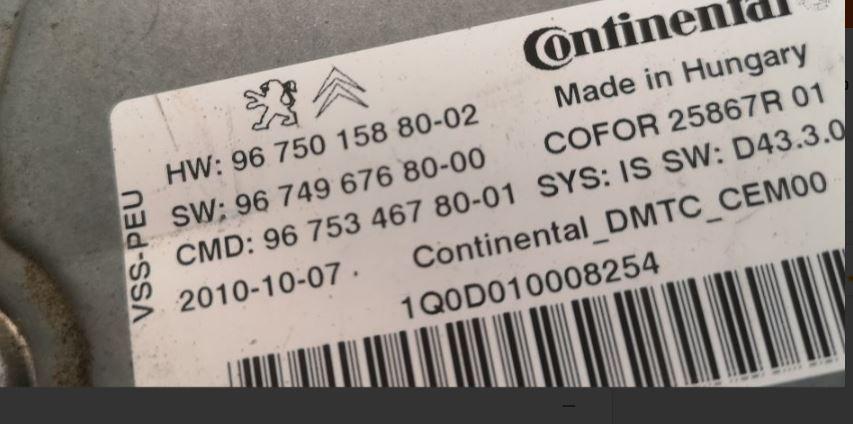 Continental
Made in Hungary
HW: 96 750 158 80-02
COFOR 25867R 01
SW: 96 749 676 80-00
SYS: IS SW: D43.3.0
CMD: 96 753 467 80-01
Continental_DMTC_CEM00
2010-10-07
1Q0D010008254
VSS-PEU